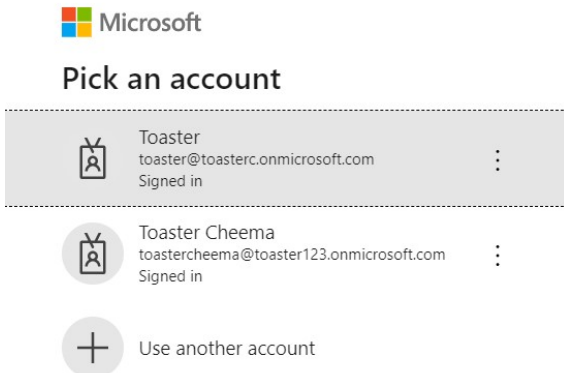 Microsoft
Pick an account
Toaster
toaster@toasterc.onmicrosoft.com
Signed in
Toaster Cheema
toastercheema@toaster123.onmicrosoft.com
Signed in
Use another account